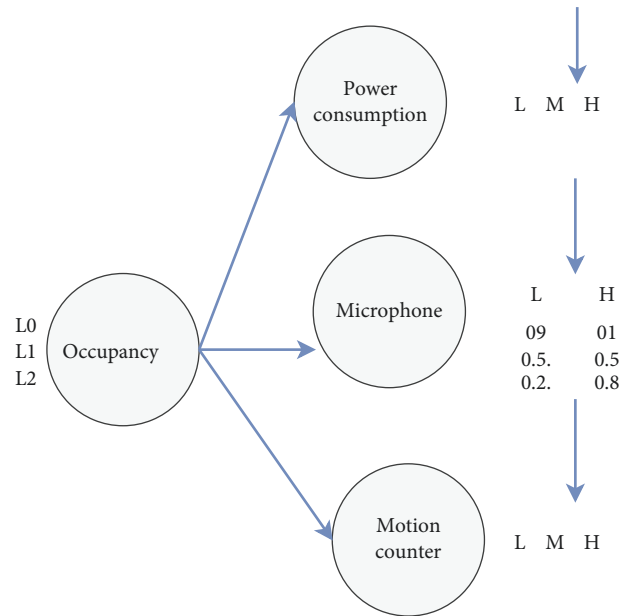 Power
consumption
L M H
L0
L1
L2
Occupancy
Microphone
L H
09 01
0.5. 0.5
0.2. 0.8
Motion
counter
L M H